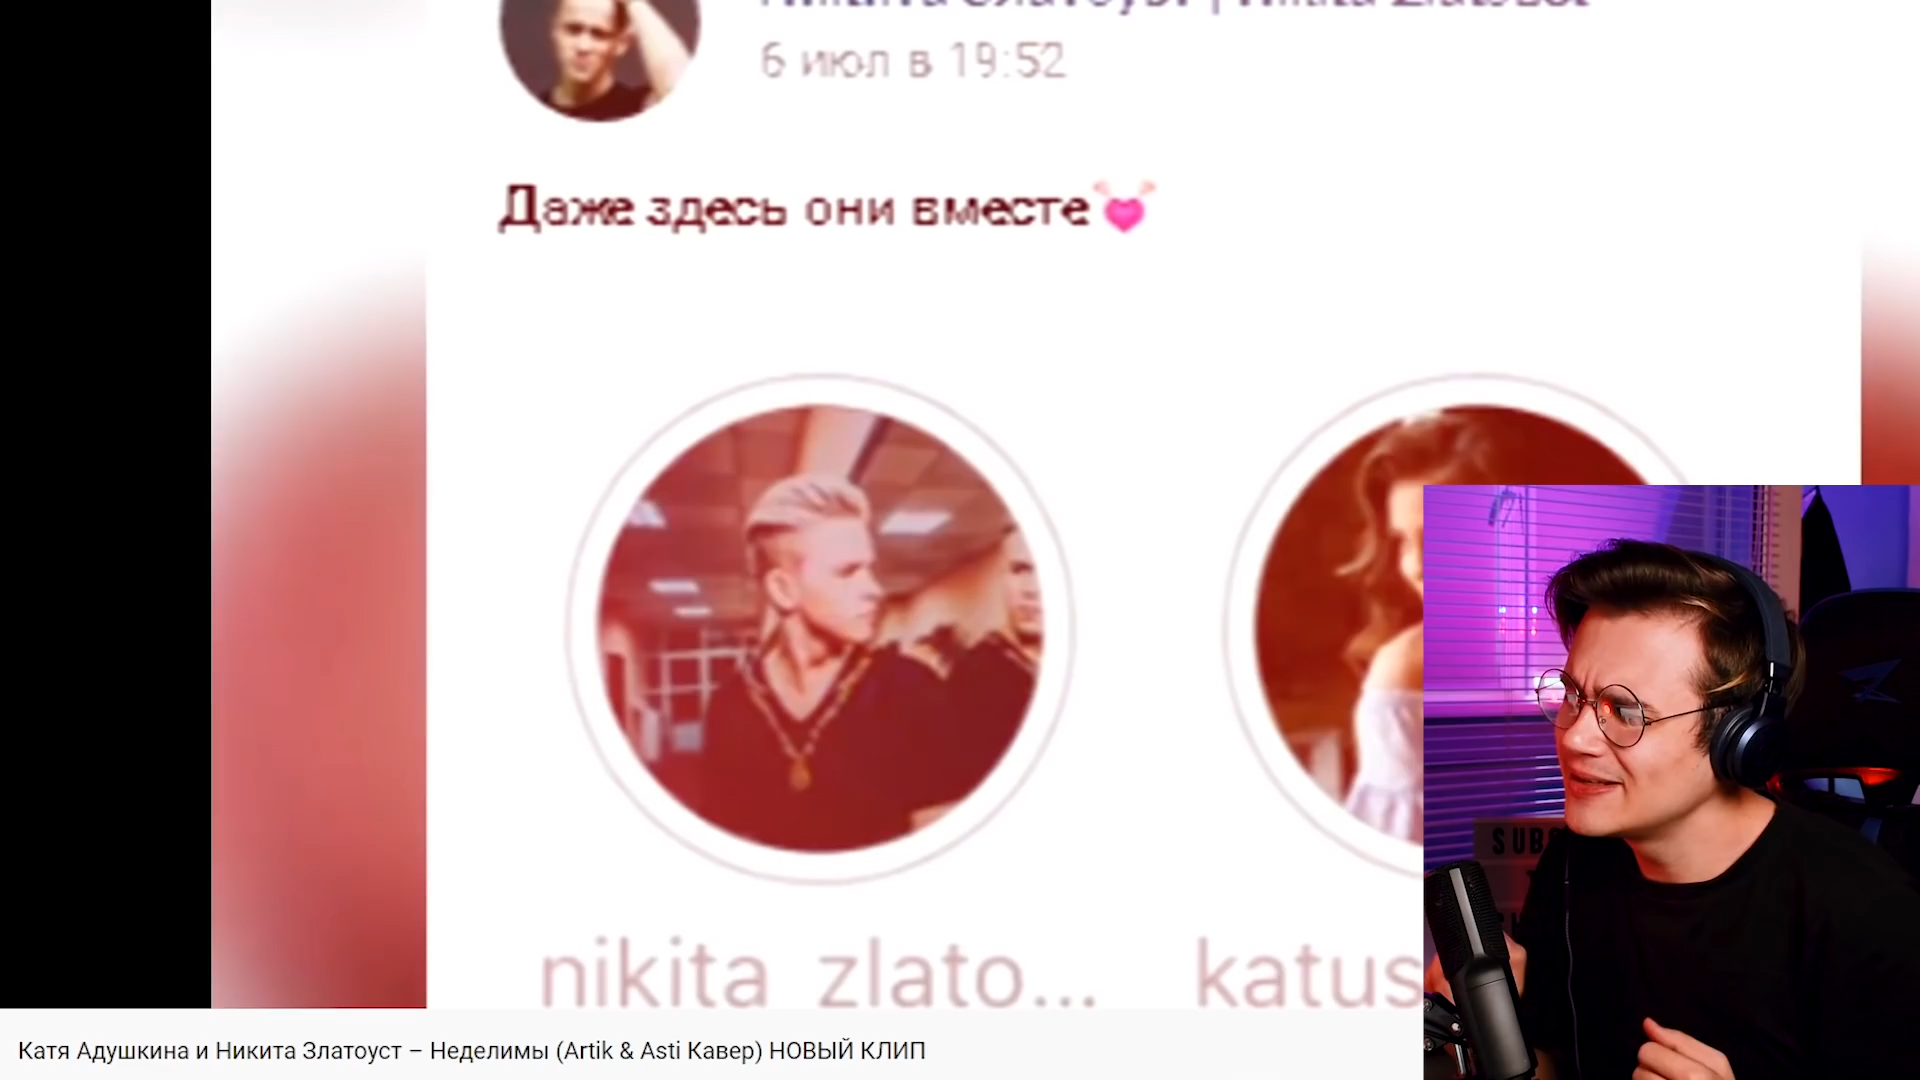 6 июл в 19:52
Даже здесь они вместе💘
nikita_zlato...
katus
SUB
Катя Адушкина и Никита Златоуст – Неделимы (Artik & Asti Кавер) НОВЫЙ КЛИП